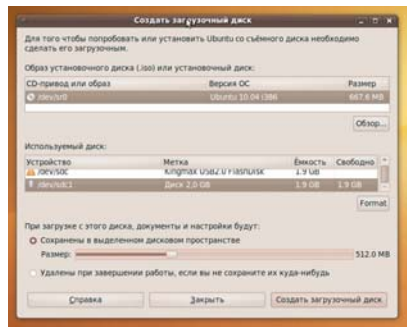 Создать загрузочный диск
Для того чтобы попробовать или установить Ubuntu со съёмного диска необходимо
сделать его загрузочным.
Образ установочного диска (.iso) или установочный диск:
CD-привод или образ Версия ОС Размер
/dev/sr0 Ubuntu 10.04 i386 667.6 MB
Обзор...
Используемый диск:
Устройство Метка Ёмкость Свободно
/dev/sdc Kingmax USB2.0 FlashDisk 1.9 GB
/dev/sdc1 Диск 2,0 GB 1.9 GB 1.9 GB
Format
При загрузке с этого диска, документы и настройки будут:
Сохранены в выделенном дисковом пространстве
Размер: 512.0 MB
Удалены при завершении работы, если вы не сохраните их куда-нибудь
Справка Закрыть Создать загрузочный диск